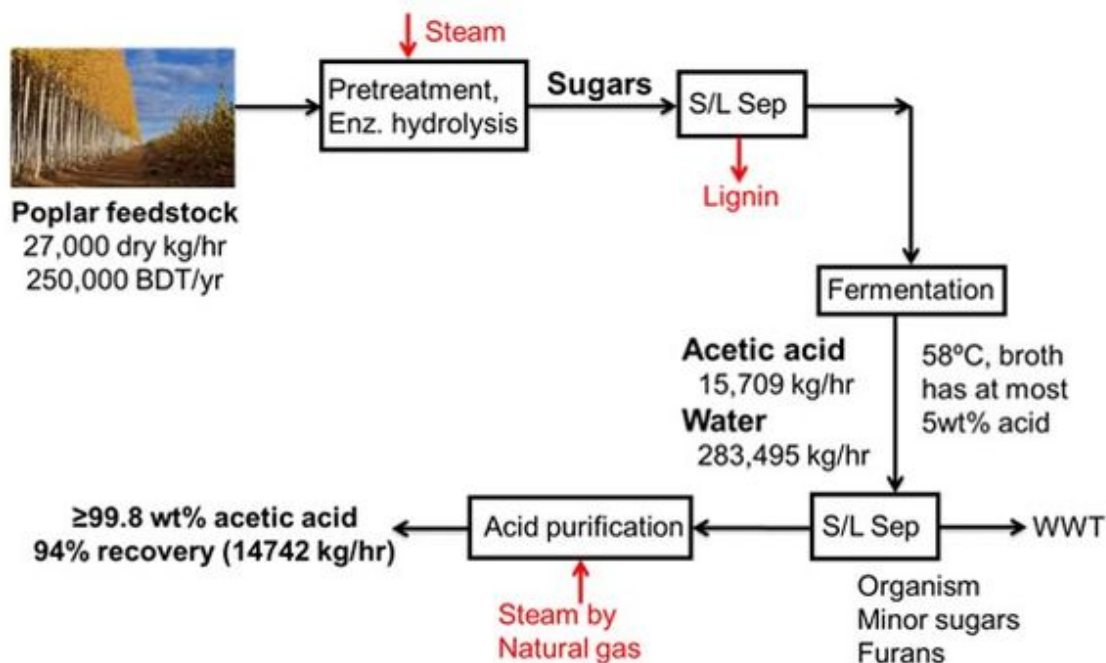 Steam
Pretreatment,
Enz. hydrolysis
Sugars
S/L Sep
Lignin
Poplar feedstock
27,000 dry kg/hr
250,000 BDT/yr
Fermentation
Acetic acid
15,709 kg/hr
Water
283,495 kg/hr
58ºC, broth
has at most
5wt% acid
≥99.8 wt% acetic acid
94% recovery (14742 kg/hr)
Acid purification
S/L Sep
WWT
Steam by
Natural gas
Organism
Minor sugars
Furans